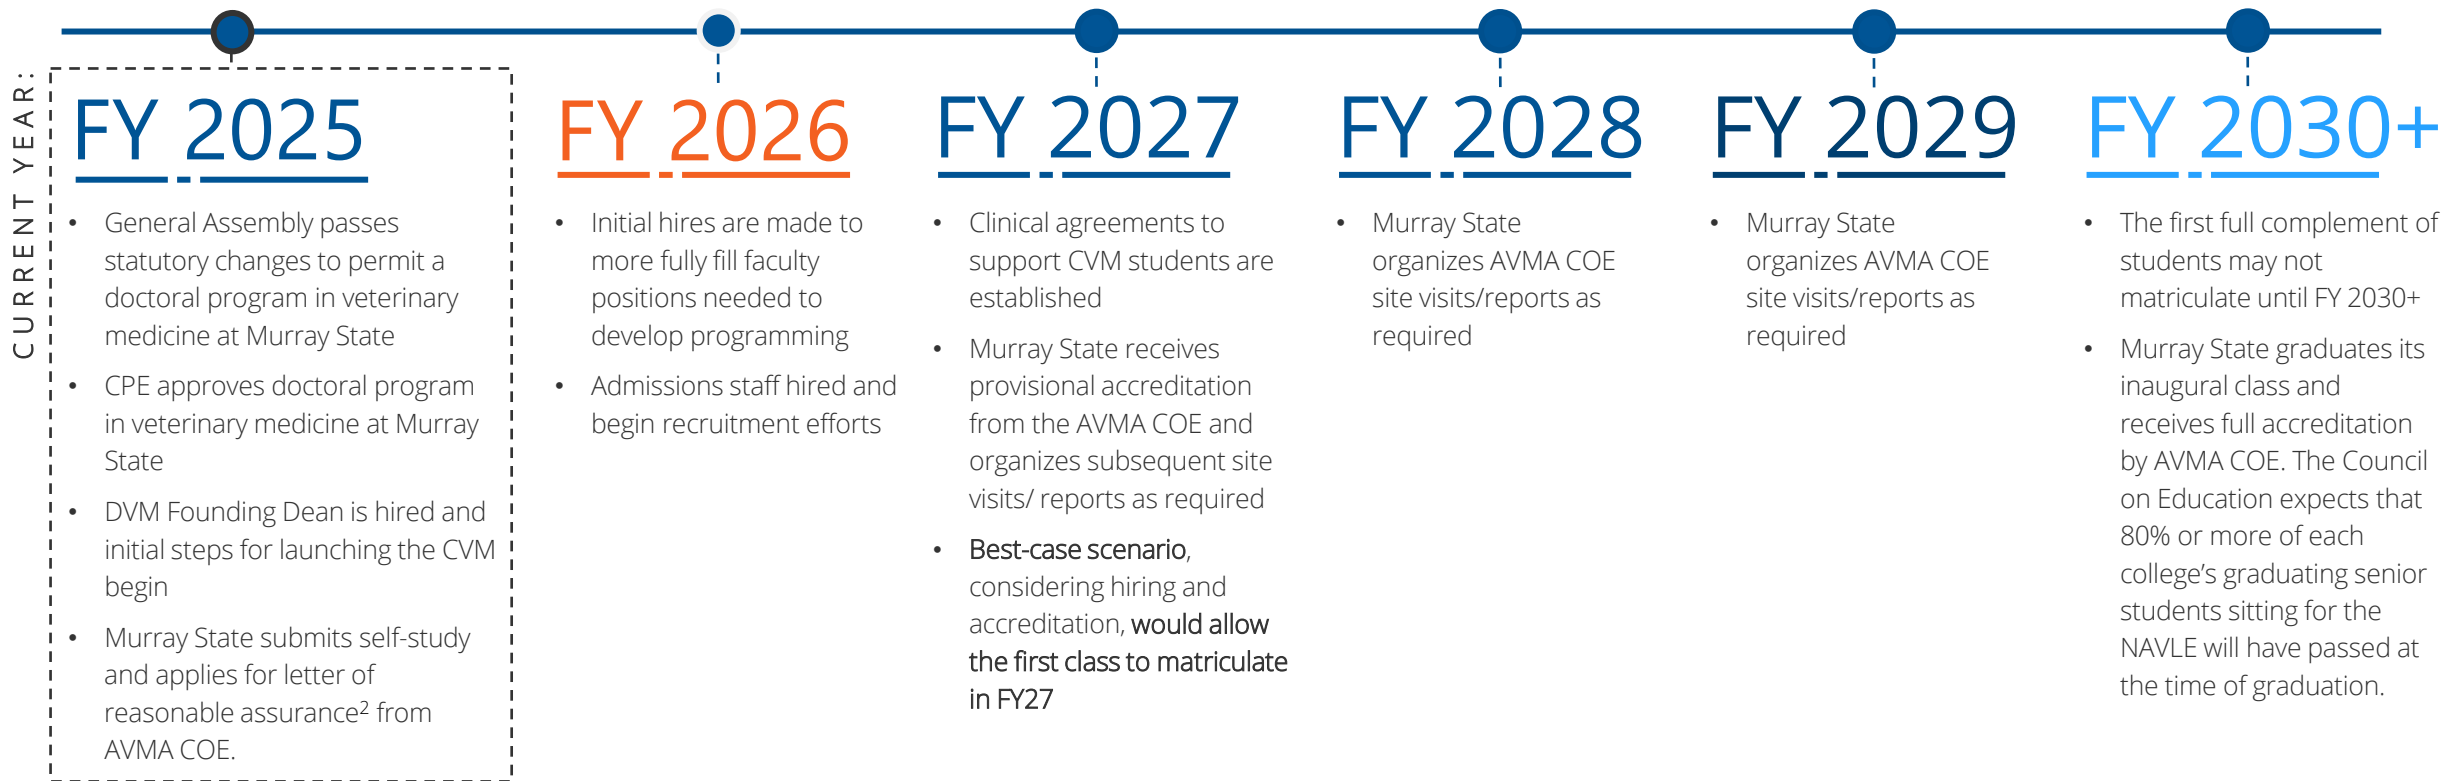 CURRENT YEAR:
FY 2025
• General Assembly passes
statutory changes to permit a
doctoral program in veterinary
medicine at Murray State
• CPE approves doctoral program
in veterinary medicine at Murray
State
• DVM Founding Dean is hired and
initial steps for launching the CVM
begin
• Murray State submits self-study
and applies for letter of
reasonable assurance² from
AVMA COE.
FY 2026
• Initial hires are made to
more fully fill faculty
positions needed to
develop programming
• Admissions staff hired and
begin recruitment efforts
FY 2027
• Clinical agreements to
support CVM students are
established
• Murray State receives
provisional accreditation
from the AVMA COE and
organizes subsequent site
visits/ reports as required
• Best-case scenario,
considering hiring and
accreditation, would allow
the first class to matriculate
in FY27
FY 2028
• Murray State
organizes AVMA COE
site visits/reports as
required
FY 2029
• Murray State
organizes AVMA COE
site visits/reports as
required
FY 2030+
• The first full complement of
students may not
matriculate until FY 2030+
• Murray State graduates its
inaugural class and
receives full accreditation
by AVMA COE. The Council
on Education expects that
80% or more of each
college’s graduating senior
students sitting for the
NAVLE will have passed at
the time of graduation.